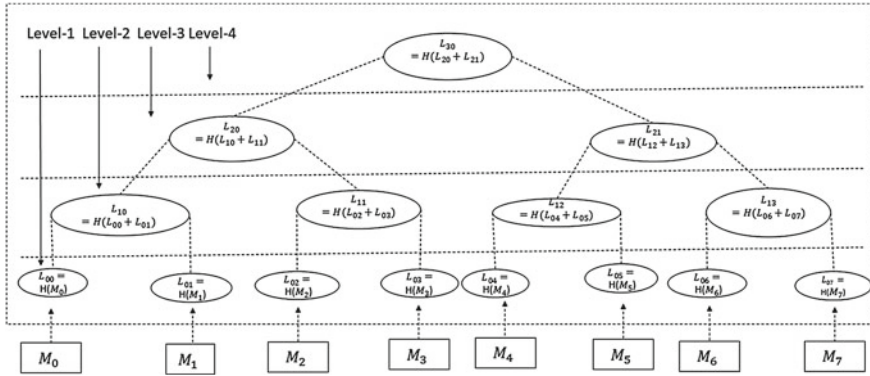 Level-1 Level-2 Level-3 Level-4
L₃₀
= H(L₂₀ + L₂₁)
L₂₀
= H(L₁₀ + L₁₁)
L₂₁
= H(L₁₂ + L₁₃)
L₁₀
= H(L₀₀ + L₀₁)
L₁₁
= H(L₀₂ + L₀₃)
L₁₂
= H(L₀₄ + L₀₅)
L₁₃
= H(L₀₆ + L₀₇)
L₀₀ =
H(M₀)
L₀₁ =
H(M₁)
L₀₂ =
H(M₂)
L₀₃ =
H(M₃)
L₀₄ =
H(M₄)
L₀₅ =
H(M₅)
L₀₆ =
H(M₆)
L₀₇ =
H(M₇)
M₀ M₁ M₂ M₃ M₄ M₅ M₆ M₇